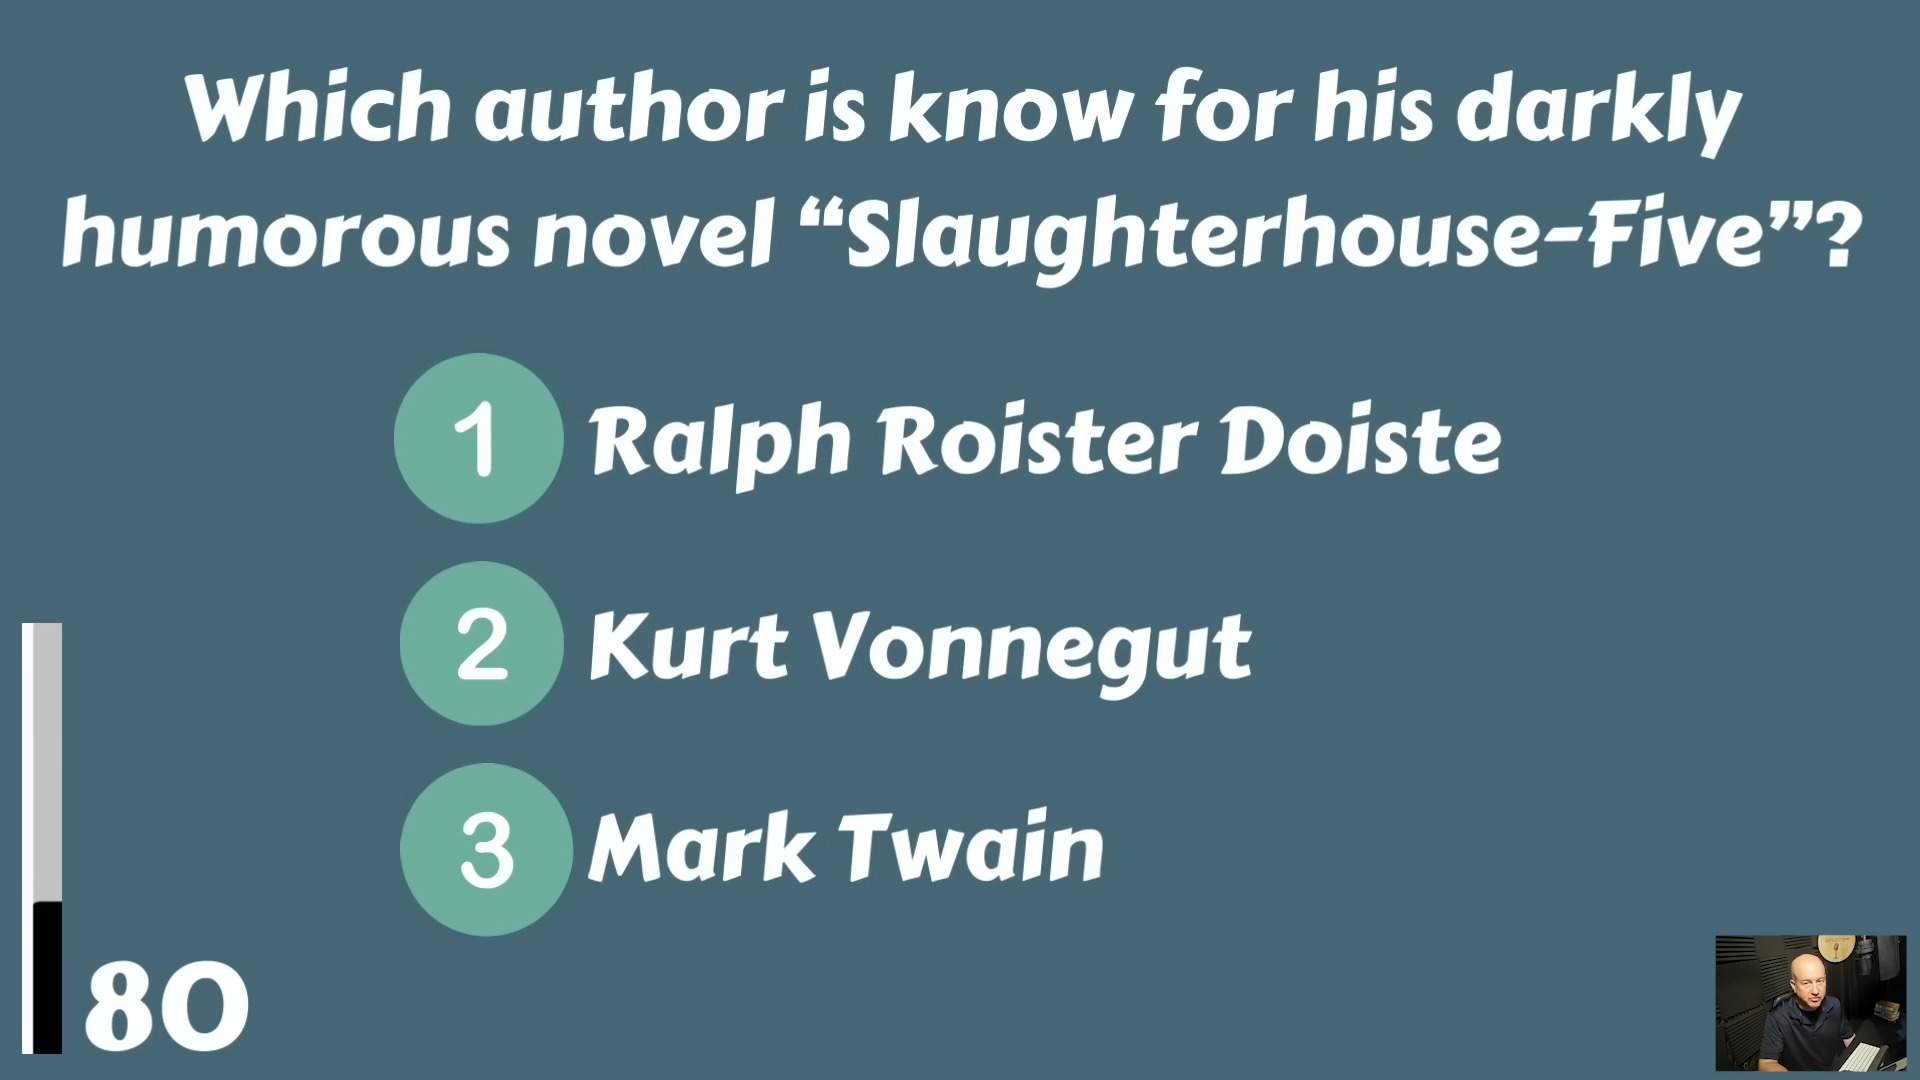 Which author is know for his darkly
humorous novel “Slaughterhouse-Five”?
1 Ralph Roister Doiste
2 Kurt Vonnegut
3 Mark Twain
80